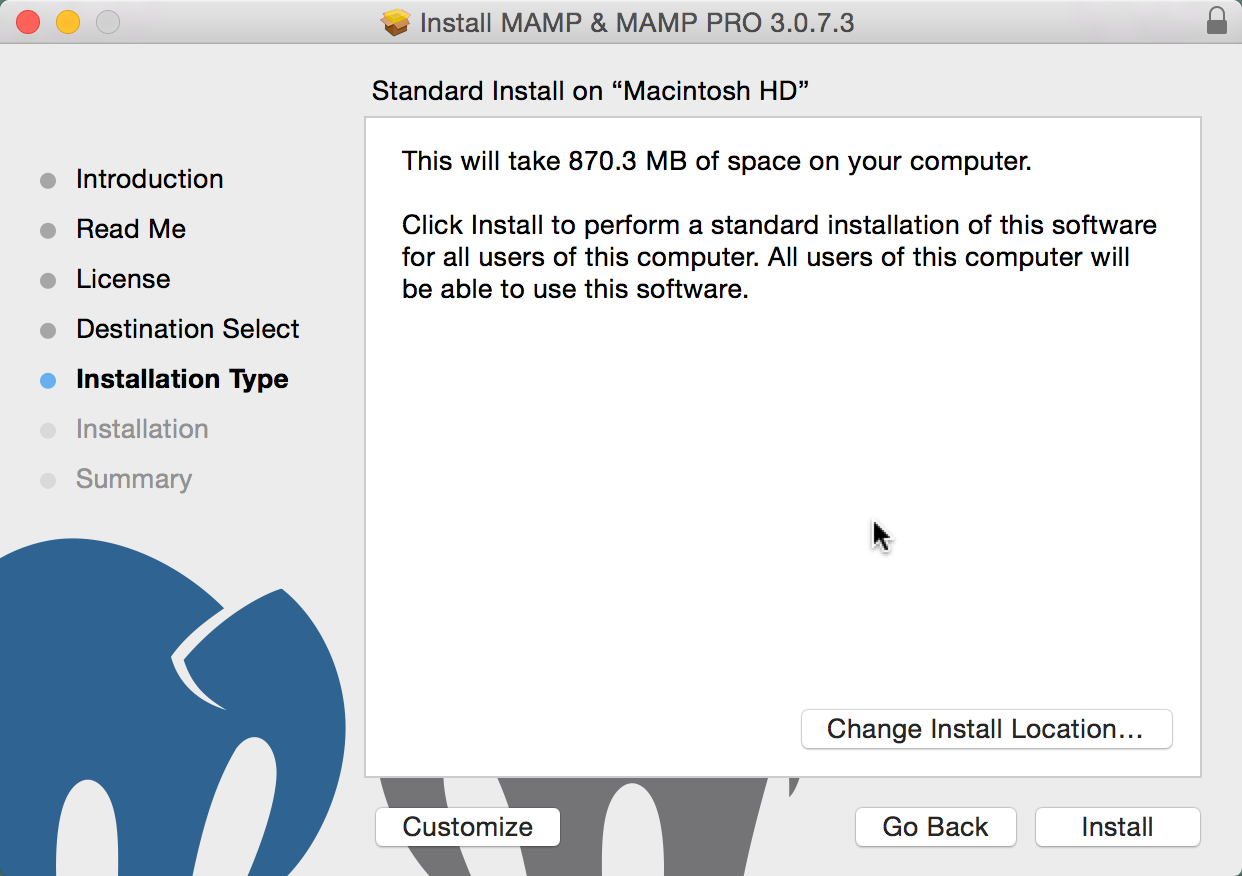 Install MAMP & MAMP PRO 3.0.7.3
Standard Install on “Macintosh HD”
Introduction
Read Me
License
Destination Select
Installation Type
Installation
Summary
This will take 870.3 MB of space on your computer.
Click Install to perform a standard installation of this software
for all users of this computer. All users of this computer will
be able to use this software.
Change Install Location...
Customize
Go Back
Install